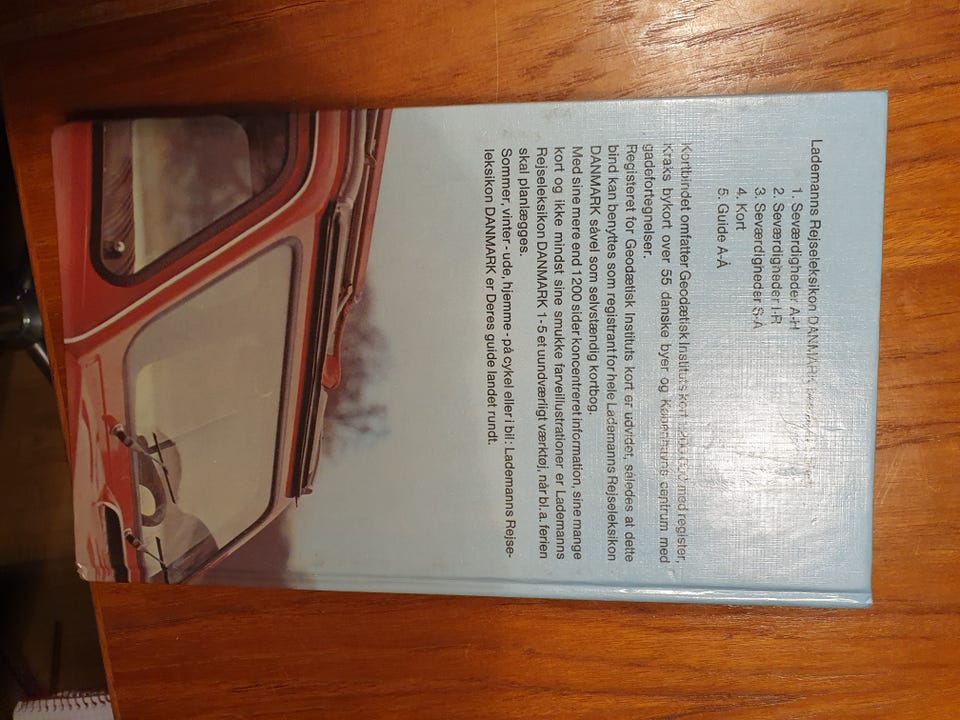 Lademanns Rejseleksikon DANMARK
1. Seværdigheder A-H
2. Seværdigheder I-R
3. Seværdigheder S-Å
4. Kort
5. Guide A-Å
Kortbindet omfatter Geodætisk Instituts kort med register,
Kraks bykort over 55 danske byer og Københavns centrum med
gadefortegnelser.
Registeret for Geodætisk Instituts kort er udvidet, således at dette
bind kan benyttes som registrant for hele Lademanns Rejseleksikon
DANMARK såvel som selvstændig kortbog.
Med sine mere end 1200 sider koncentreret information, sine mange
kort og ikke mindst sine smukke farveillustrationer er Lademanns
Rejseleksikon DANMARK 1-5 et uundværligt værktøj, når bl.a. ferien
skal planlægges.
Sommer, vinter - ude, hjemme - på cykel eller i bil: Lademanns Rejse-
leksikon DANMARK er Deres guide landet rundt.